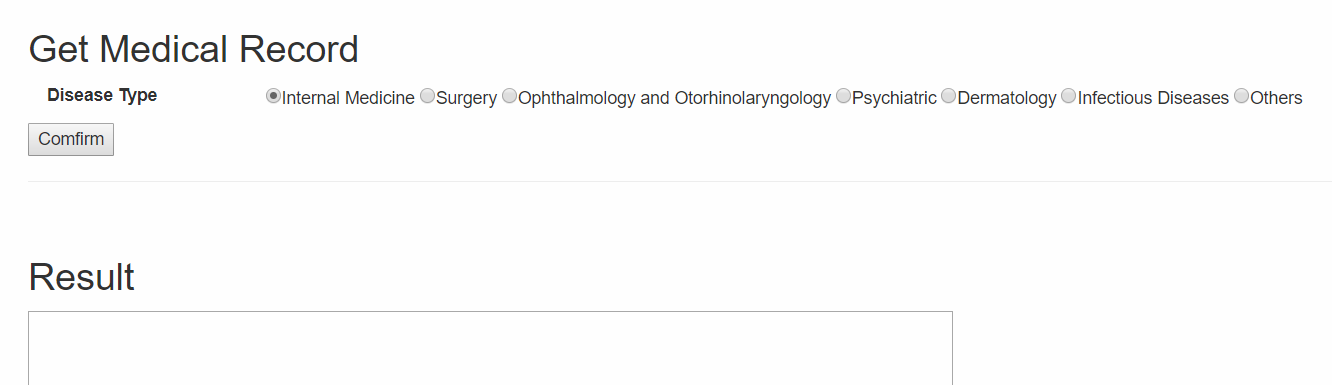 Get Medical Record
Disease Type Internal Medicine Surgery Ophthalmology and Otorhinolaryngology Psychiatric Dermatology Infectious Diseases Others
Comfirm
Result